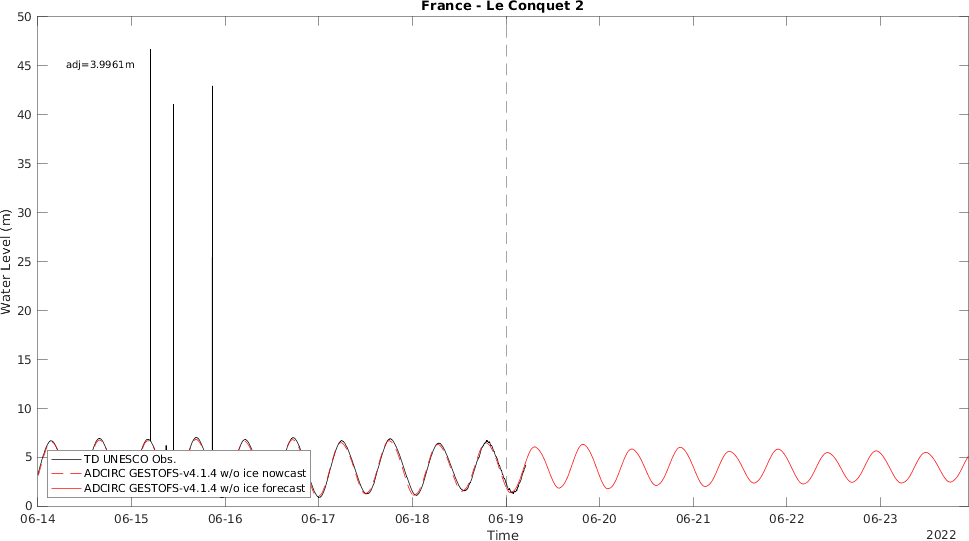 France - Le Conquet 2
50
45
40
35
30
25
20
15
10
5
0
Water Level (m)
adj=3.9961m
TD UNESCO Obs.
ADCIRC GESTOFS-v4.1.4 w/o ice nowcast
ADCIRC GESTOFS-v4.1.4 w/o ice forecast
06-14 06-15 06-16 06-17 06-18 06-19 06-20 06-21 06-22 06-23
Time
2022